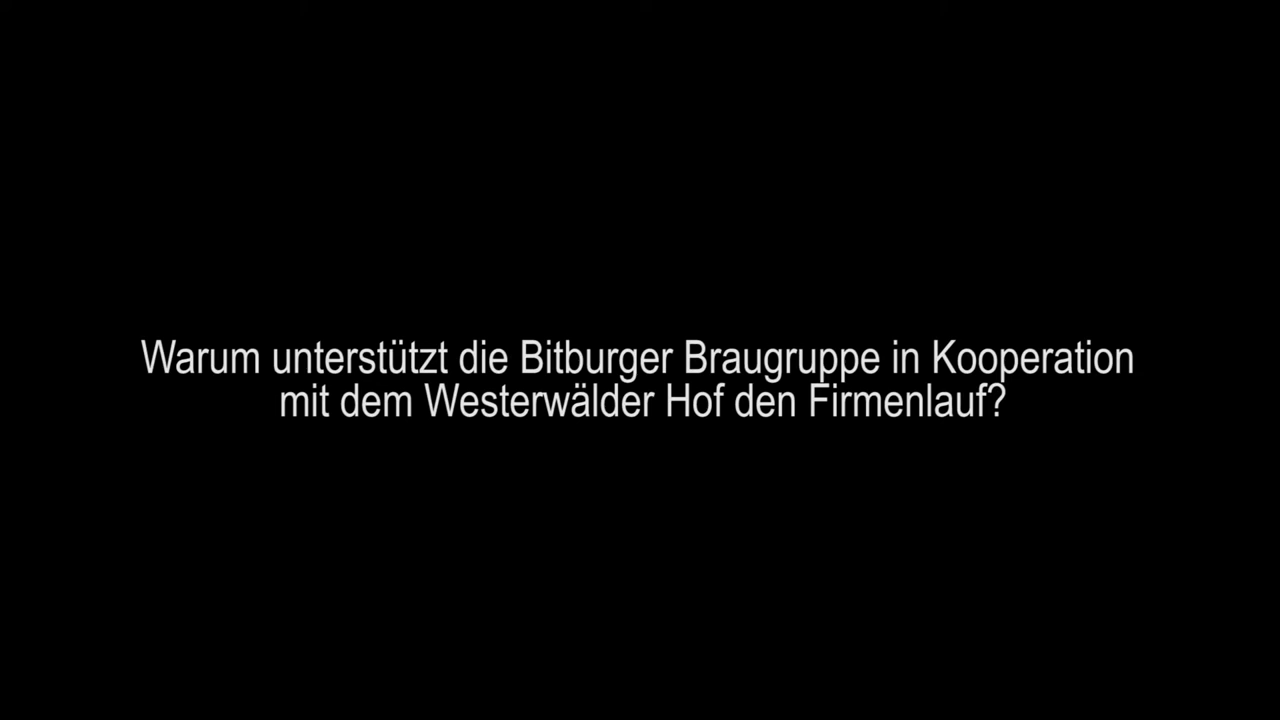 Warum unterstützt die Bitburger Braugruppe in Kooperation
mit dem Westerwälder Hof den Firmenlauf?